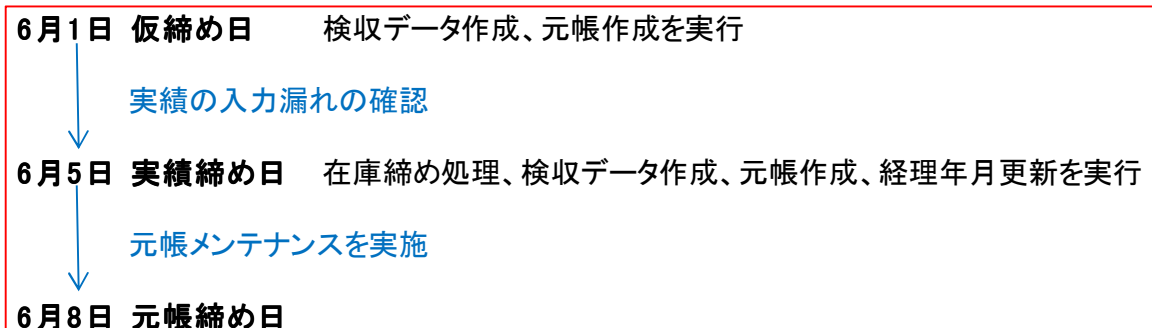 6月1日 仮締め日 検収データ作成、元帳作成を実行
実績の入力漏れの確認
6月5日 実績締め日 在庫締め処理、検収データ作成、元帳作成、経理年月更新を実行
元帳メンテナンスを実施
6月8日 元帳締め日